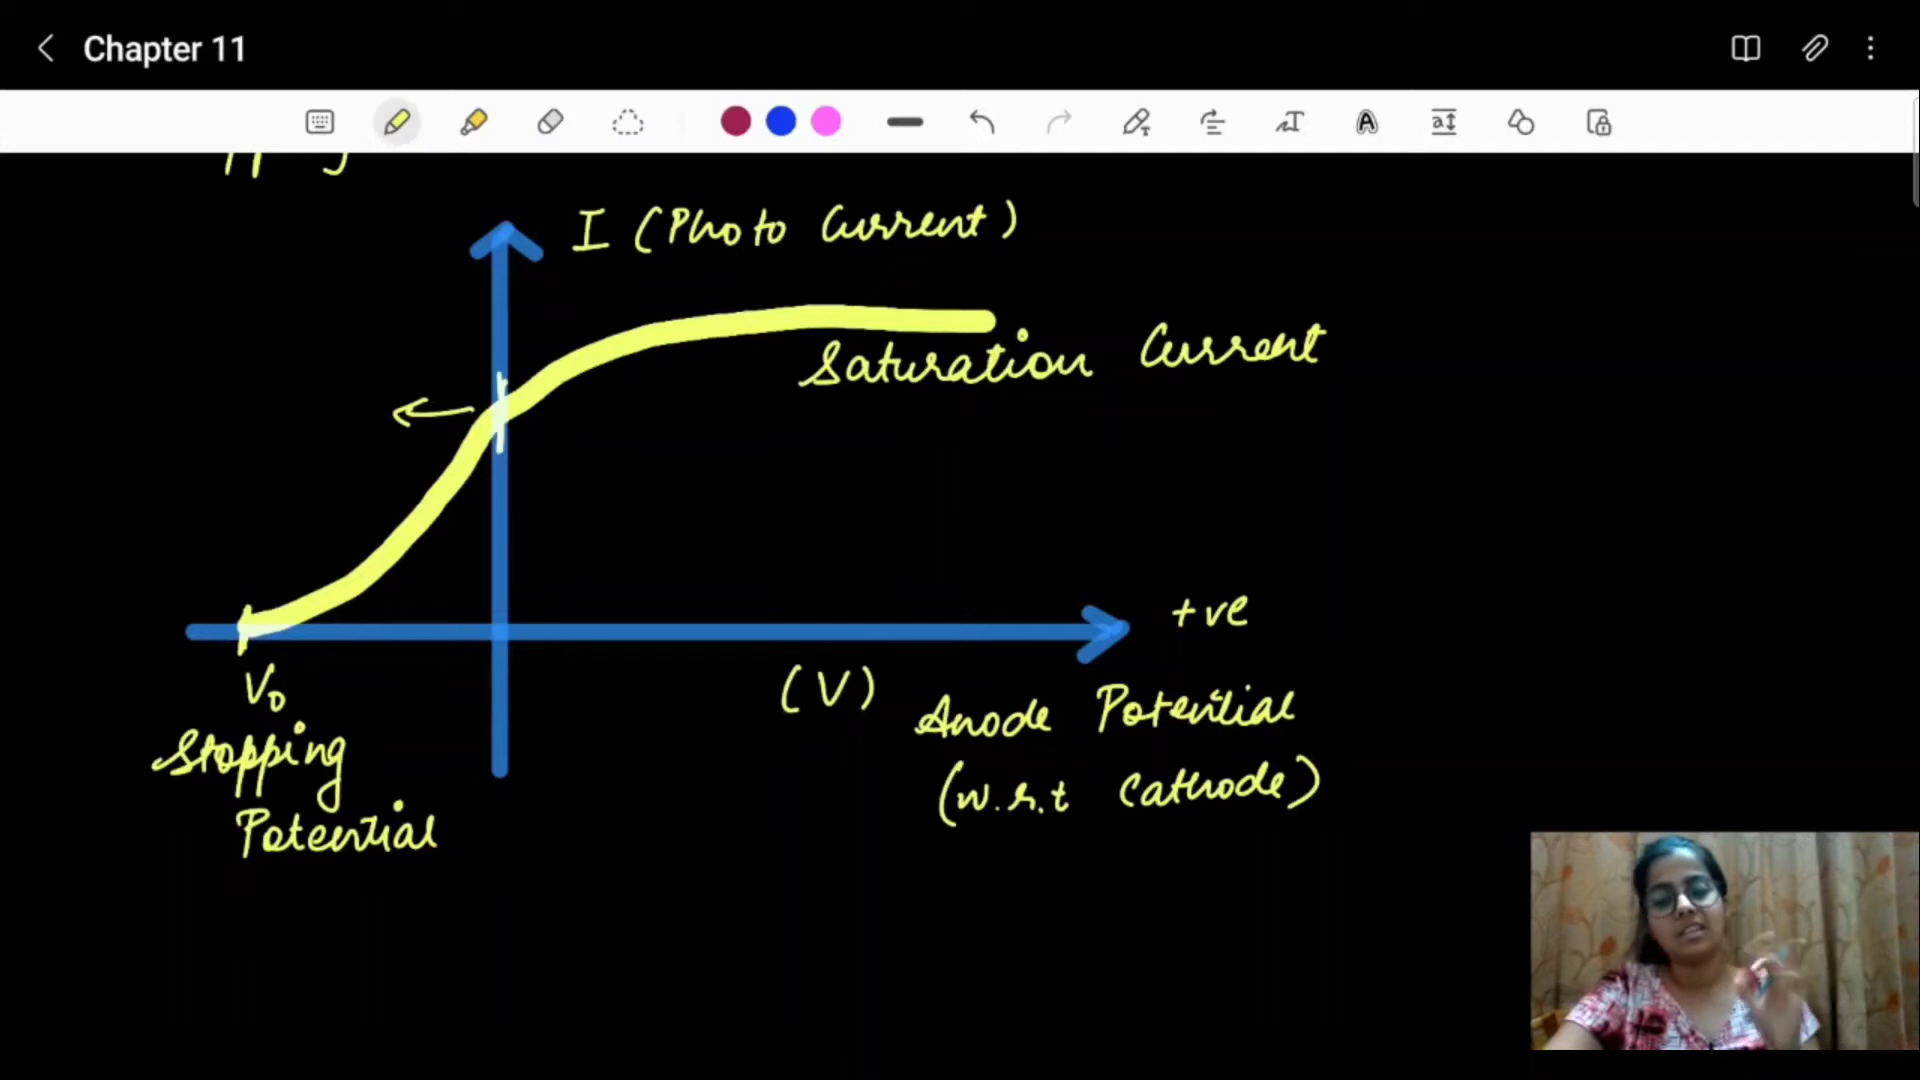 Chapter 11
I (Photo Current)
Saturation Current
+ve
V₀
(V) Anode Potential
Stopping
(w.r.t Cathode)
Potential